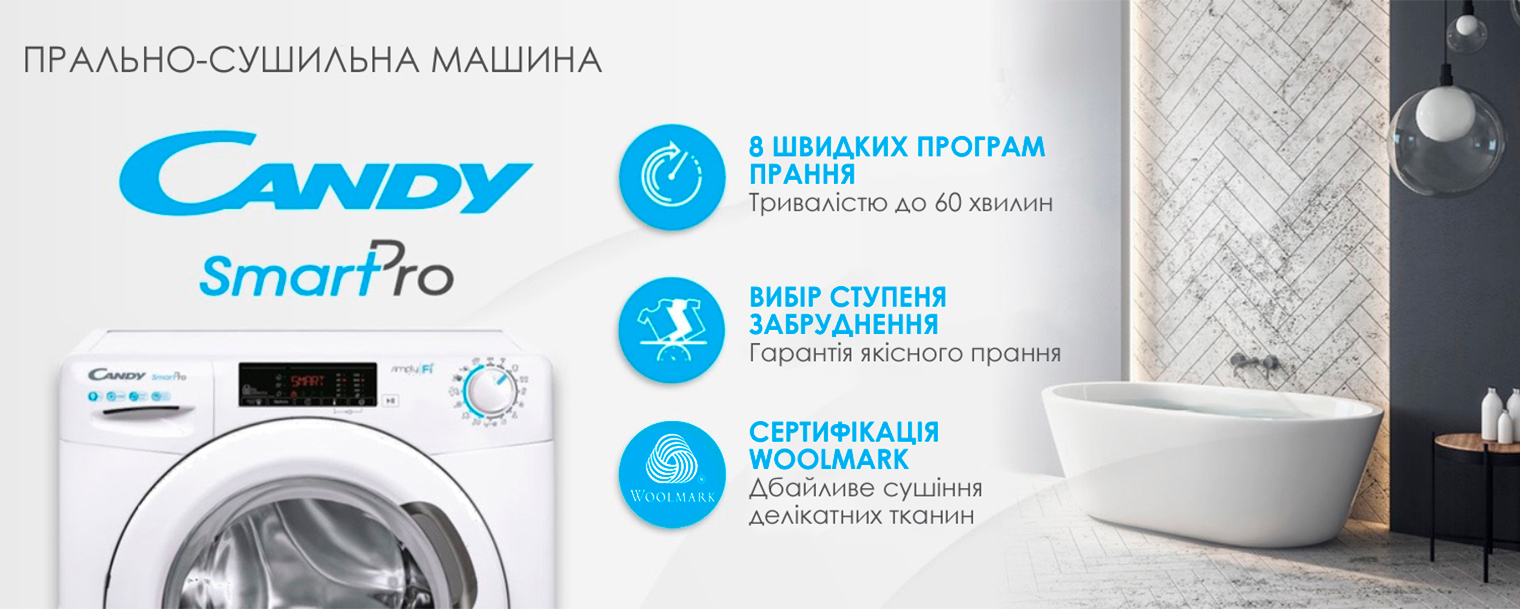 ПРАЛЬНО-СУШИЛЬНА МАШИНА
CANDY
SmartPro
CANDY SmartPro
SMART
simply Fi
8 ШВИДКИХ ПРОГРАМ
ПРАННЯ
Тривалістю до 60 хвилин
ВИБІР СТУПЕНЯ
ЗАБРУДНЕННЯ
Гарантія якісного прання
WOOLMARK
СЕРТИФІКАЦІЯ
WOOLMARK
Дбайливе сушіння
делікатних тканин